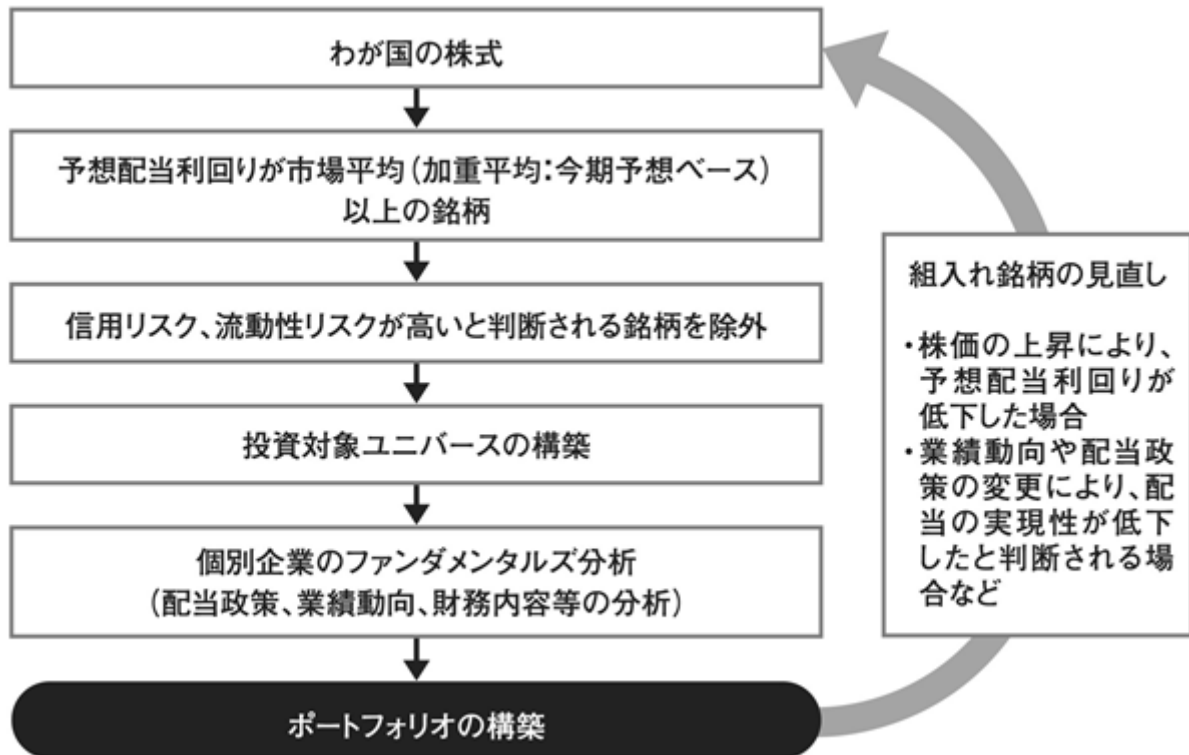 わが国の株式
予想配当利回りが市場平均(加重平均:今期予想ベース)
以上の銘柄
信用リスク、流動性リスクが高いと判断される銘柄を除外
投資対象ユニバースの構築
個別企業のファンダメンタルズ分析
(配当政策、業績動向、財務内容等の分析)
ポートフォリオの構築
組入れ銘柄の見直し
・株価の上昇により、
予想配当利回りが
低下した場合
・業績動向や配当政
策の変更により、配
当の実現性が低下
したと判断される場
合など